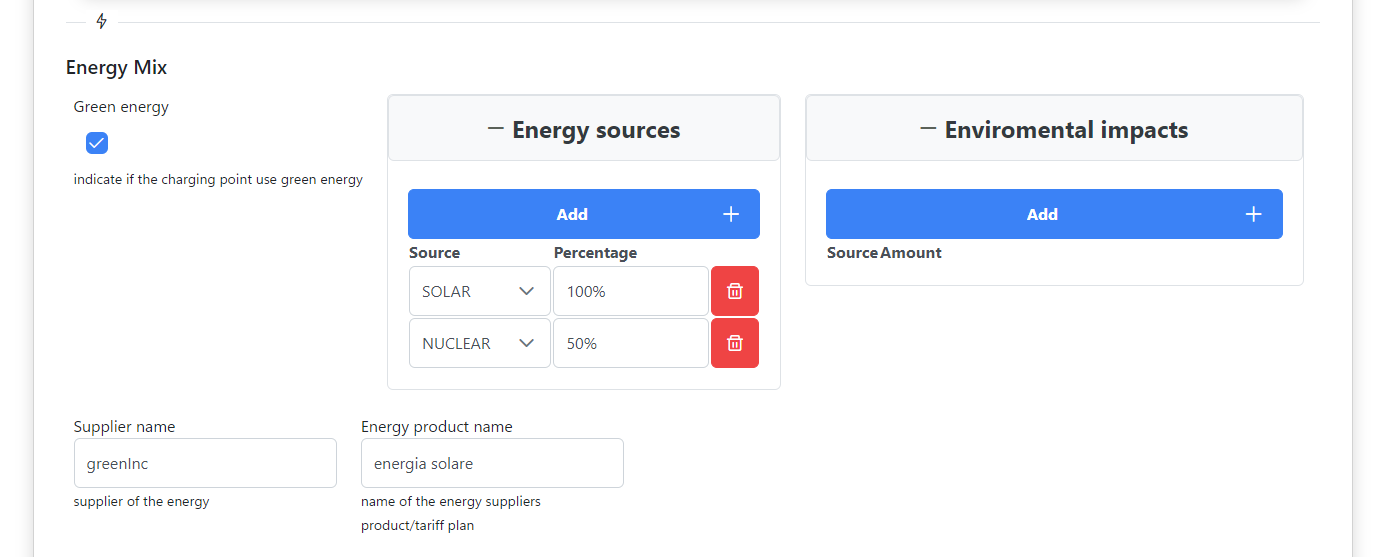 Energy Mix
Green energy
indicate if the charging point use green energy
Energy sources
Add
Source Percentage
SOLAR 100%
NUCLEAR 50%
Enviromental impacts
Add
Source Amount
Supplier name
greenInc
supplier of the energy
Energy product name
energia solare
name of the energy suppliers
product/tariff plan